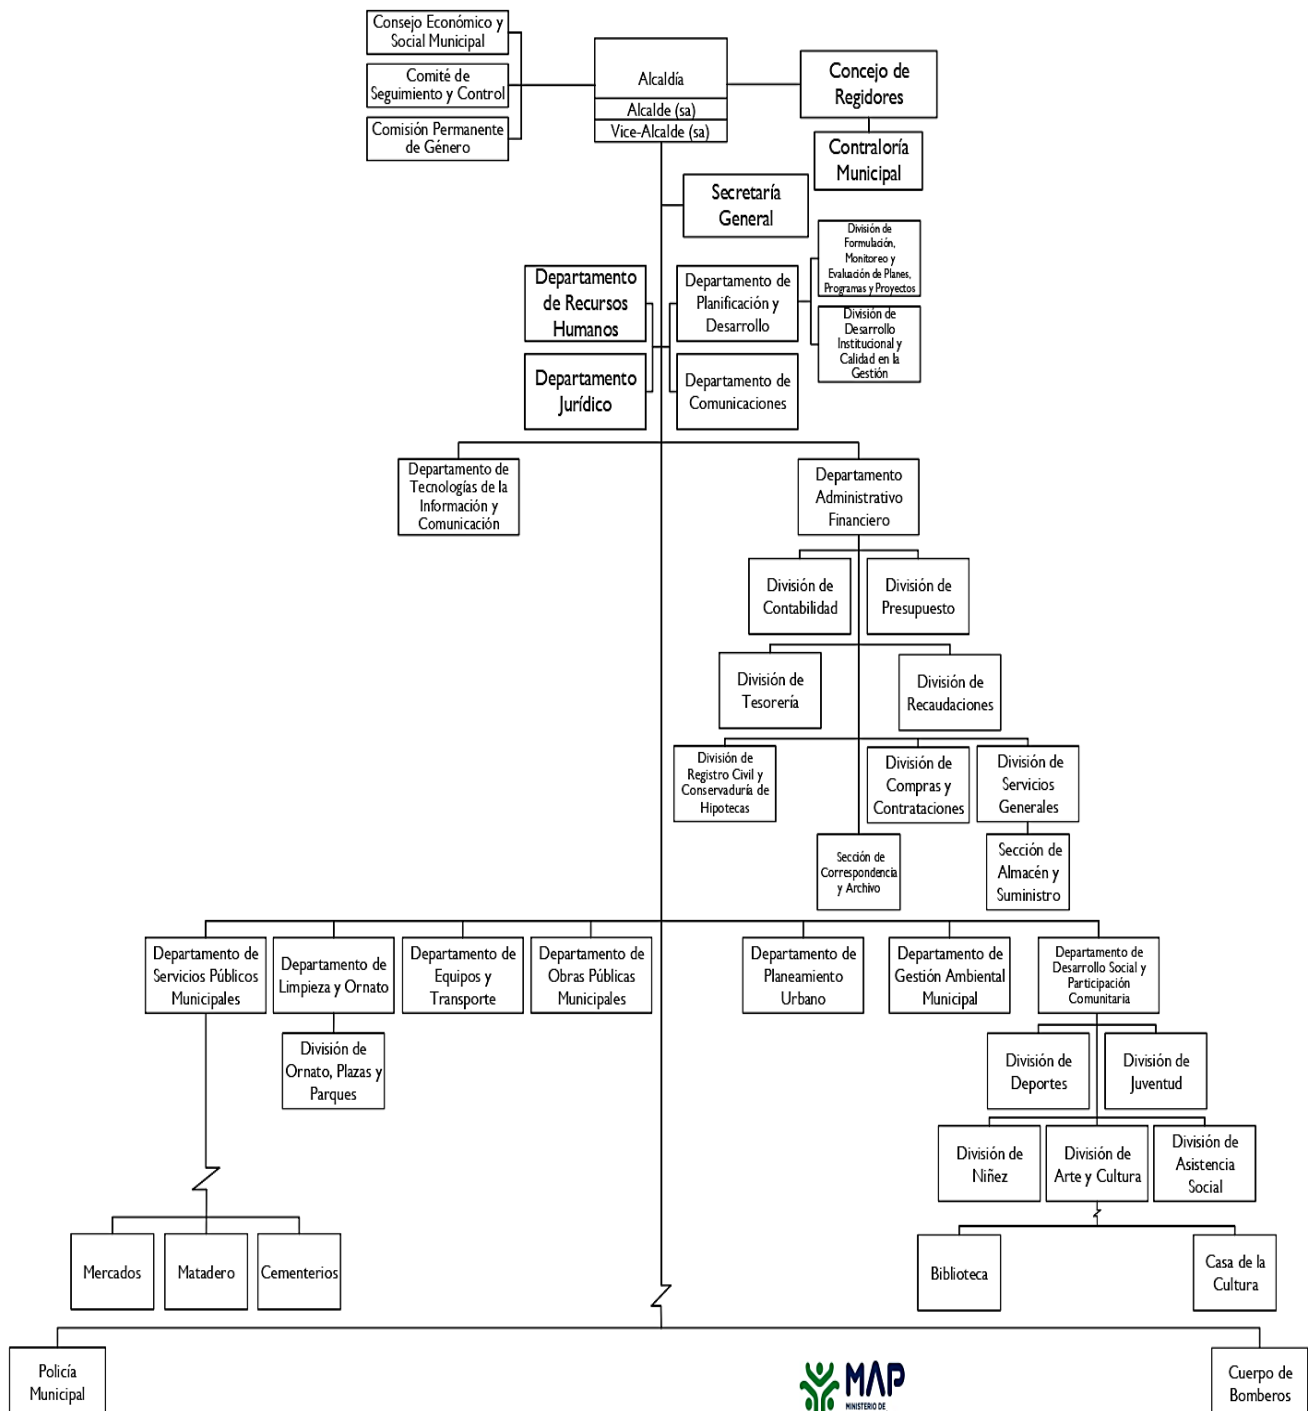 Consejo Económico y
Social Municipal
Comité de
Seguimiento y Control
Comisión Permanente
de Género
Alcaldía
Alcalde (sa)
Vice-Alcalde (sa)
Concejo de
Regidores
Contraloría
Municipal
Secretaría
General
Departamento
de Recursos
Humanos
Departamento de
Planificación y
Desarrollo
División de
Formulación,
Monitoreo y
Evaluación de Planes,
Programas y Proyectos
División de
Desarrollo
Institucional y
Calidad en la
Gestión
Departamento
Jurídico
Departamento de
Comunicaciones
Departamento de
Tecnologías de la
Información y
Comunicación
Departamento
Administrativo
Financiero
División de
Contabilidad
División de
Presupuesto
División de
Tesorería
División de
Recaudaciones
División de
Registro Civil y
Conservaduría de
Hipotecas
División de
Compras y
Contrataciones
División de
Servicios
Generales
Sección de
Correspondencia
y Archivo
Sección de
Almacén y
Suministro
Departamento de
Servicios Públicos
Municipales
Departamento de
Limpieza y Ornato
Departamento de
Equipos y
Transporte
Departamento de
Obras Públicas
Municipales
Departamento de
Planeamiento
Urbano
Departamento de
Gestión Ambiental
Municipal
Departamento de
Desarrollo Social y
Participación
Comunitaria
División de
Ornato, Plazas y
Parques
División de
Deportes
División de
Juventud
División de
Niñez
División de
Arte y Cultura
División de
Asistencia
Social
Mercados
Matadero
Cementerios
Biblioteca
Casa de la
Cultura
Policía
Municipal
MAP
MINISTERIO DE
Cuerpo de
Bomberos